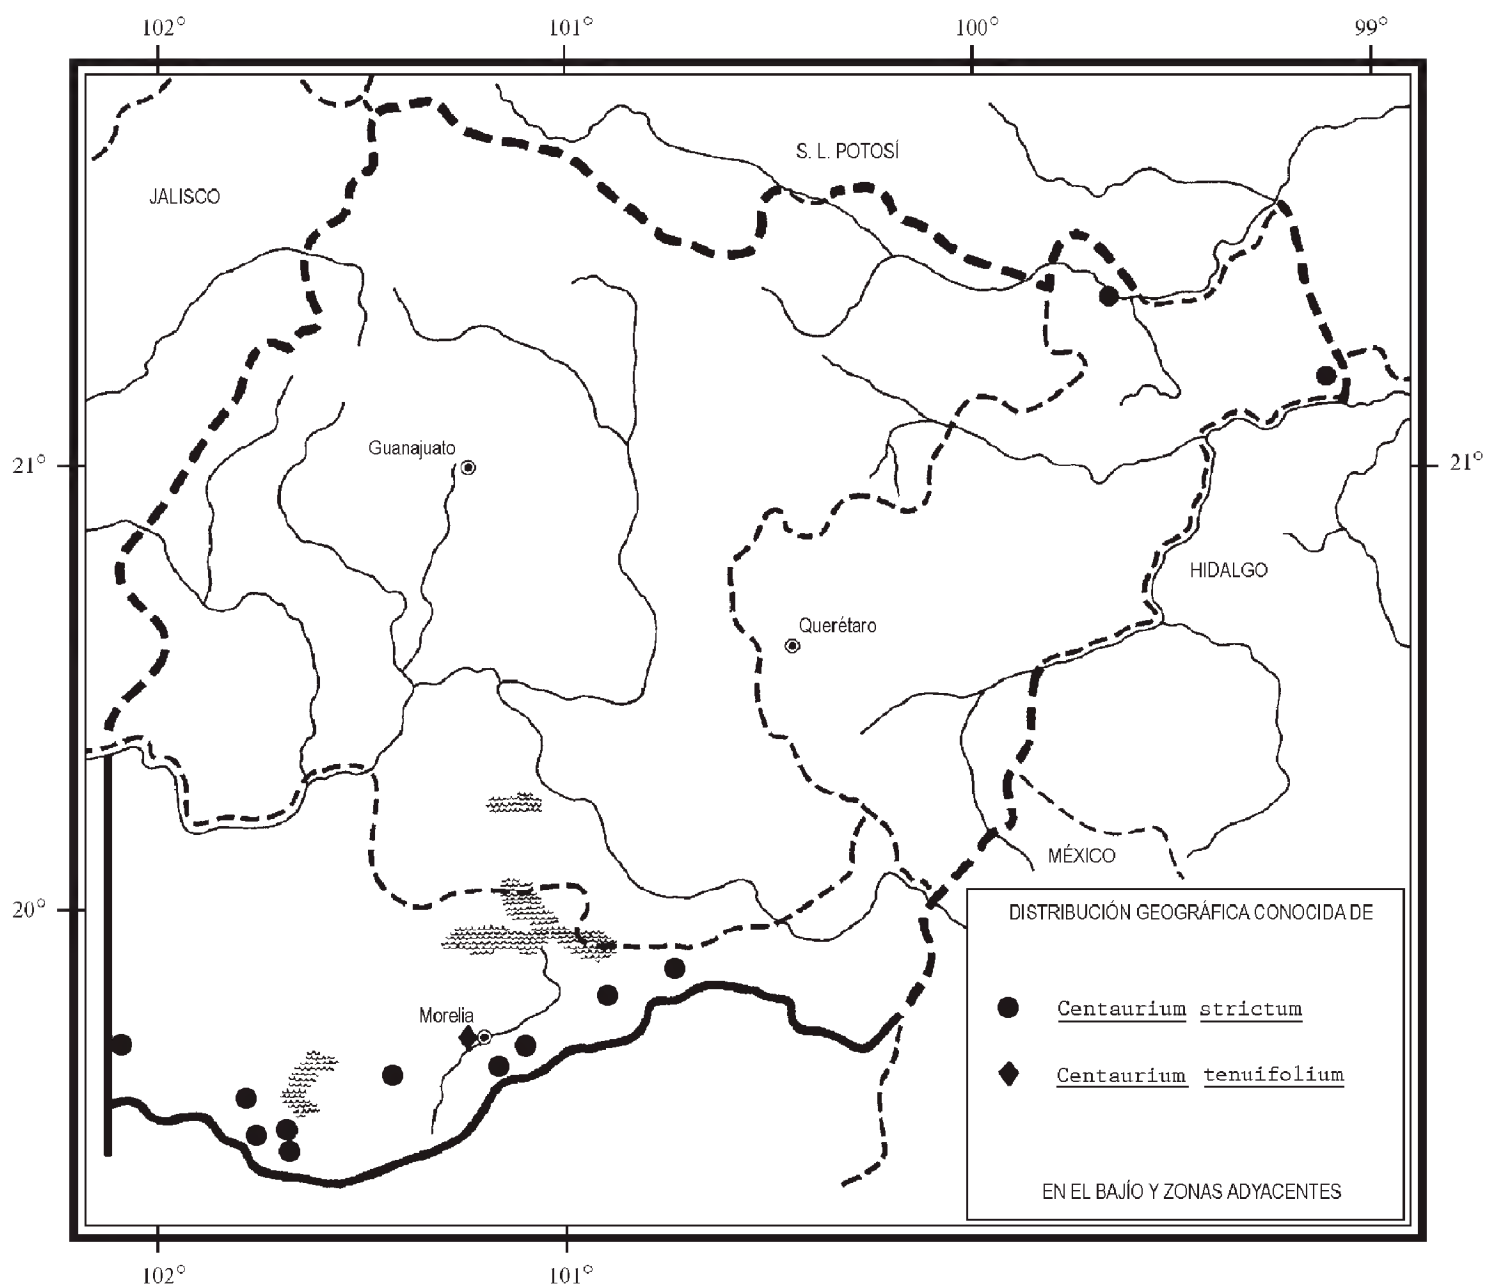 102° 101° 100° 99°
S. L. POTOSÍ
JALISCO
Guanajuato
21° 21°
HIDALGO
Querétaro
MÉXICO
20°
DISTRIBUCIÓN GEOGRÁFICA CONOCIDA DE
Centaurium strictum
Morelia
Centaurium tenuifolium
EN EL BAJÍO Y ZONAS ADYACENTES
102° 101°